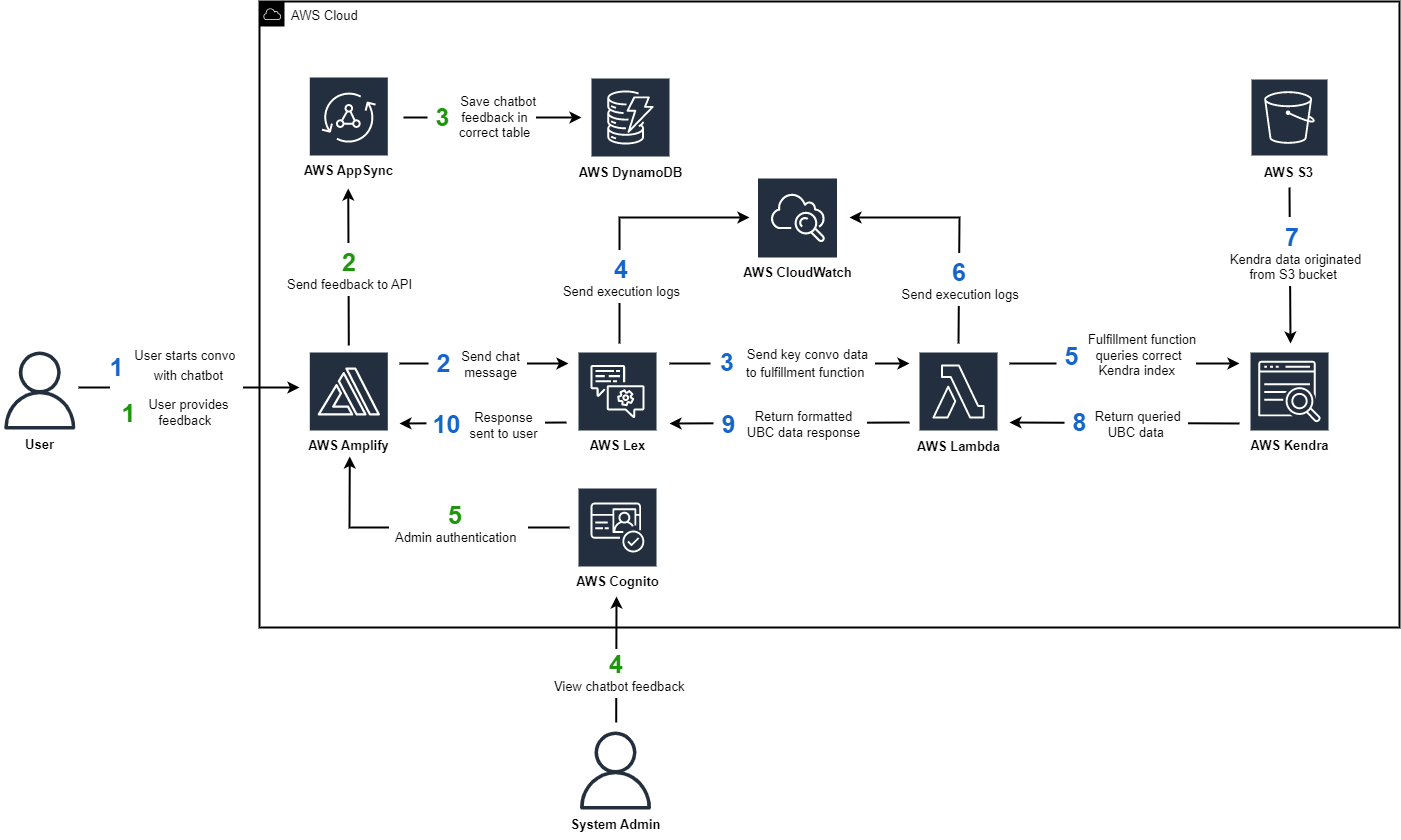 AWS Cloud
3
Save chatbot
feedback in
correct table
AWS AppSync
AWS DynamoDB
AWS S3
2
Send feedback to API
4
Send execution logs
AWS CloudWatch
6
Send execution logs
7
Kendra data originated
from S3 bucket
User
1
User starts convo
with chatbot
1
User provides
feedback
AWS Amplify
2
Send chat
message
10
Response
sent to user
AWS Lex
3
Send key convo data
to fulfillment function
9
Return formatted
UBC data response
AWS Lambda
5
Fulfillment function
queries correct
Kendra index
8
Return queried
UBC data
AWS Kendra
5
Admin authentication
AWS Cognito
4
View chatbot feedback
System Admin